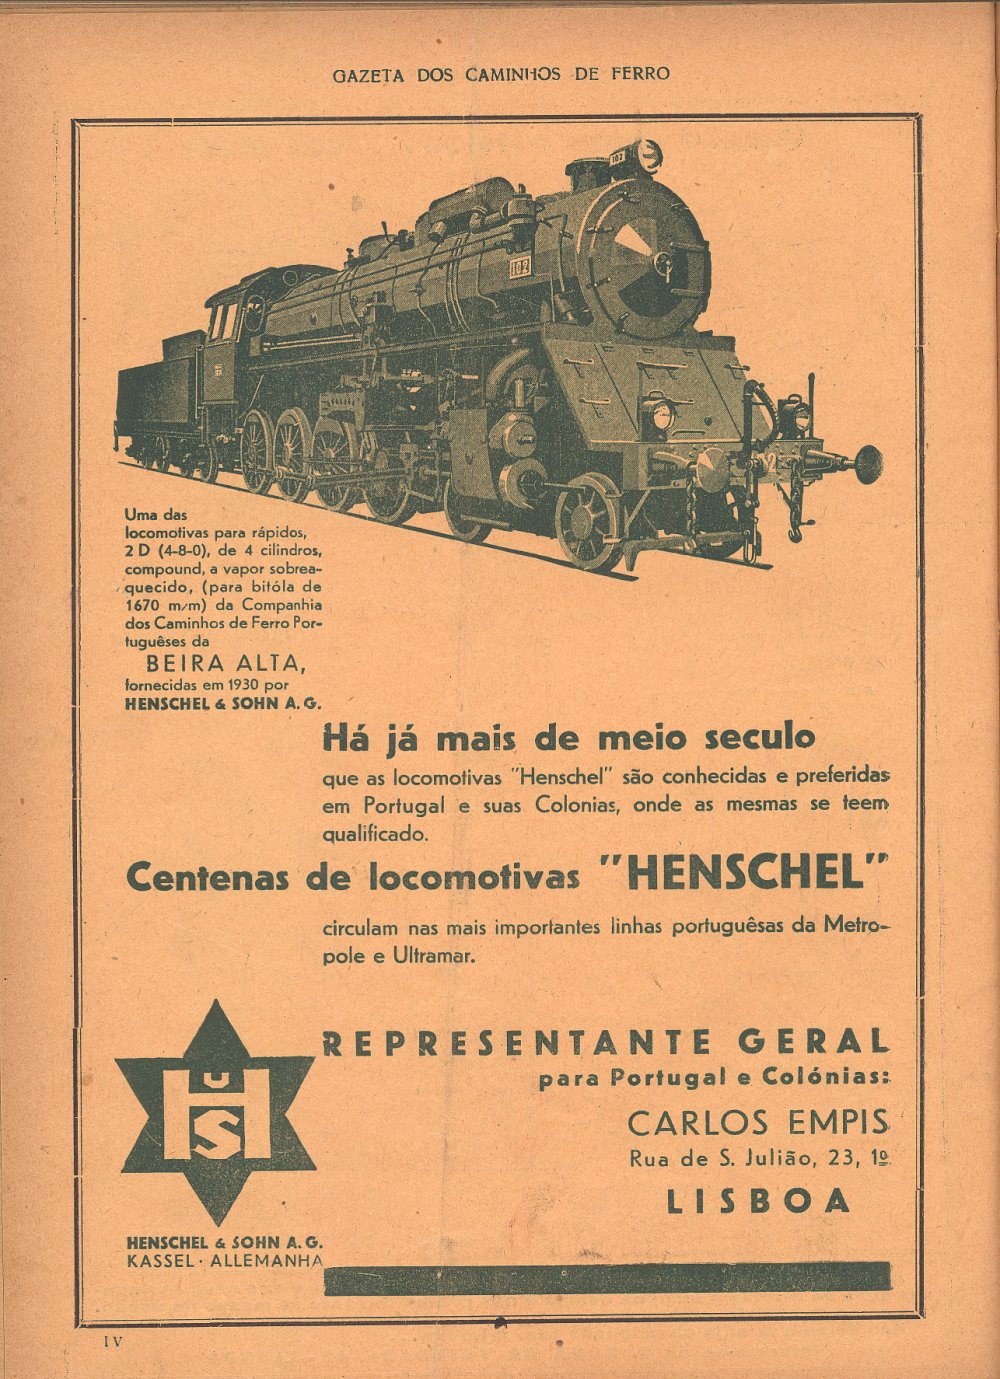 GAZETA DOS CAMINHOS DE FERRO
102
102
Uma das
locomotivas para rápidos,
2 D (4-8-0), de 4 cilindros,
compound, a vapor sobrea-
quecido, (para bitóla de
1670 m/m) da Companhia
dos Caminhos de Ferro Por-
tuguêses da
BEIRA ALTA,
fornecidas em 1930 por
HENSCHEL & SOHN A. G.
Há já mais de meio seculo
que as locomotivas "Henschel" são conhecidas e preferidas
em Portugal e suas Colonias, onde as mesmas se teem
qualificado.
Centenas de locomotivas "HENSCHEL"
circulam nas mais importantes linhas portuguêsas da Metro-
pole e Ultramar.
REPRESENTANTE GERAL
para Portugal e Colónias:
CARLOS EMPIS
Rua de S. Julião, 23, 1º
LISBOA
HUS
HENSCHEL & SOHN A. G.
KASSEL · ALLEMANHA
IV